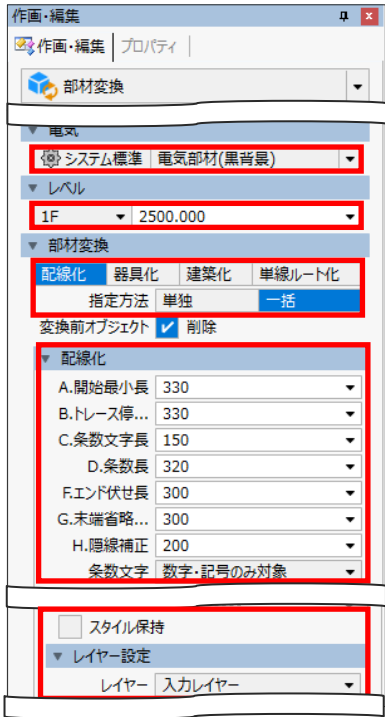 作画・編集
作画・編集 プロパティ
部材変換
電気
システム標準 電気部材(黒背景)
レベル
1F 2500.000
部材変換
配線化 器具化 建築化 単線ルート化
指定方法 単独 一括
変換前オブジェクト 削除
配線化
A.開始最小長 330
B.トレース停... 330
C.条数文字長 150
D.条数長 320
F.エンド伏せ長 300
G.末端省略... 300
H.隠線補正 200
条数文字 数字・記号のみ対象
スタイル保持
レイヤー設定
レイヤー 入力レイヤー